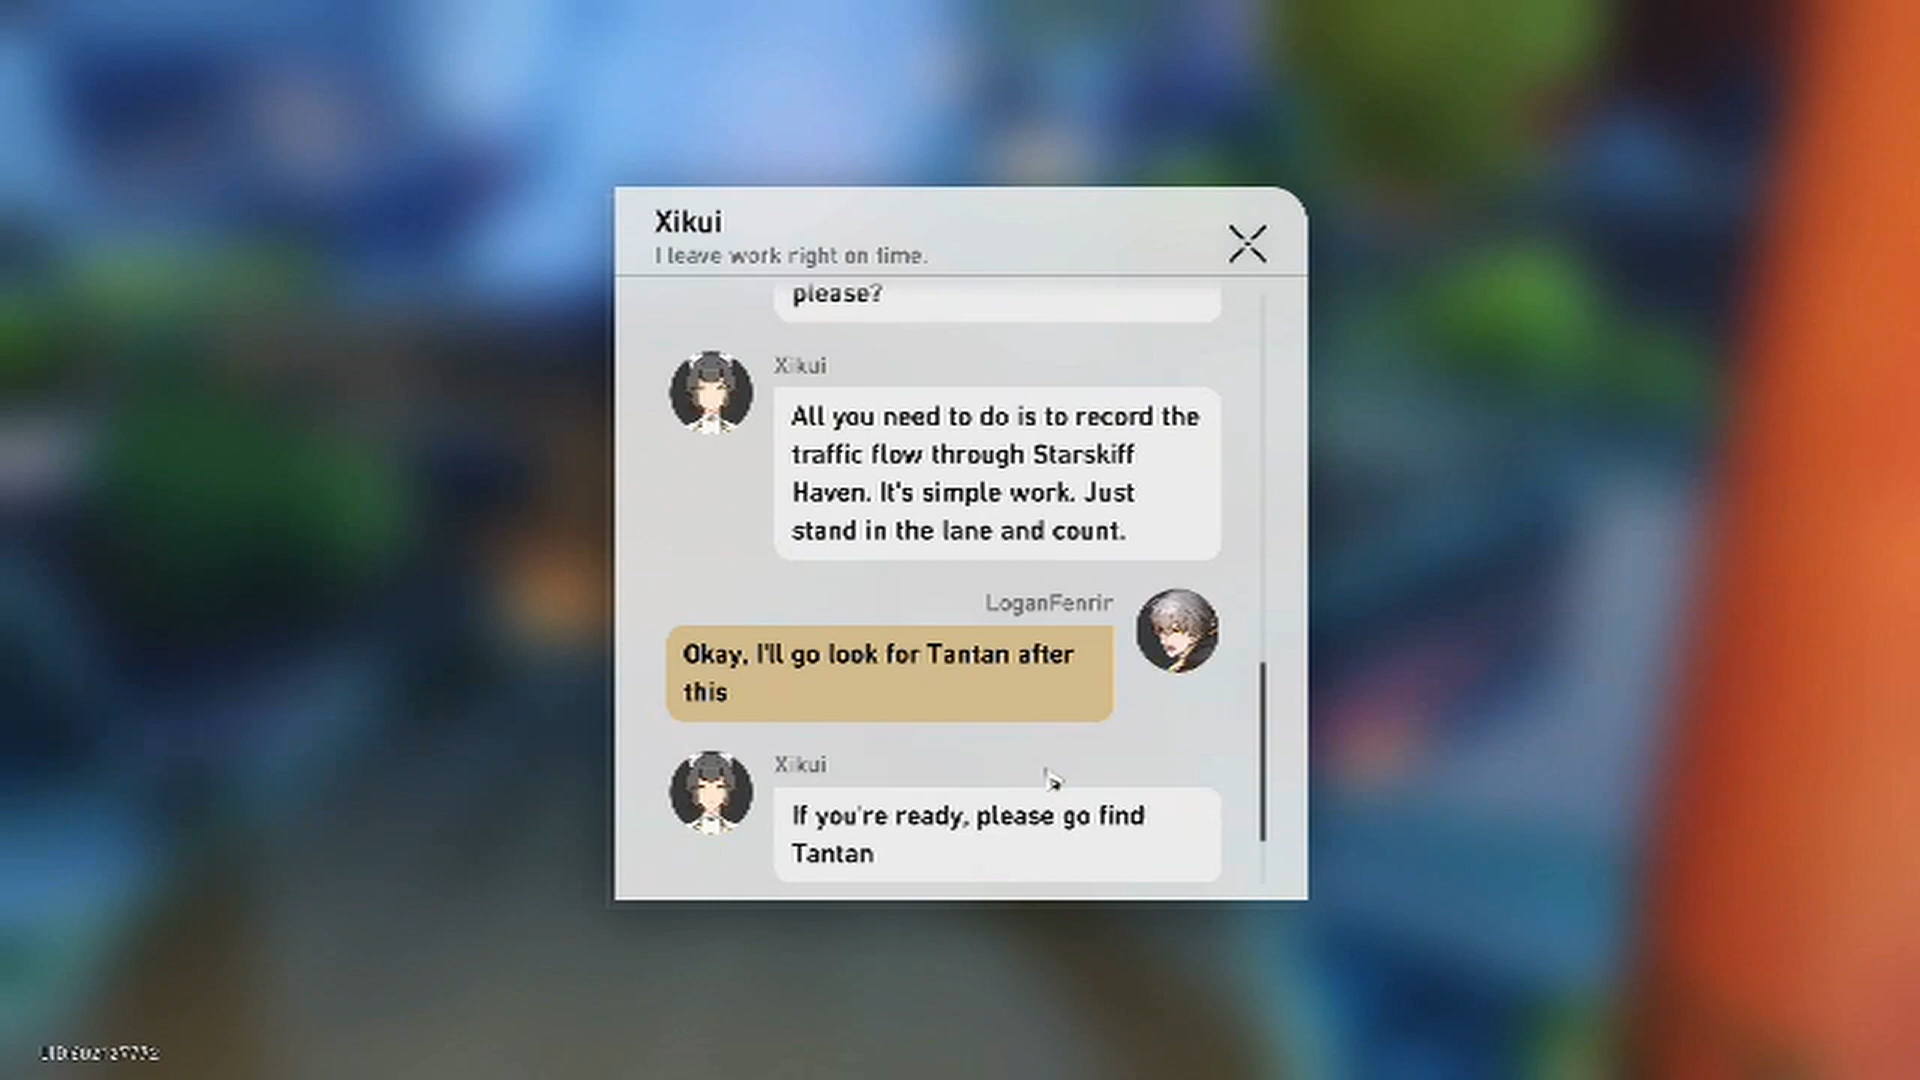 Xikui
I leave work right on time.
please?
Xikui
All you need to do is to record the
traffic flow through Starskiff
Haven. It's simple work. Just
stand in the lane and count.
LoganFenrir
Okay, I'll go look for Tantan after
this
Xikui
If you're ready, please go find
Tantan